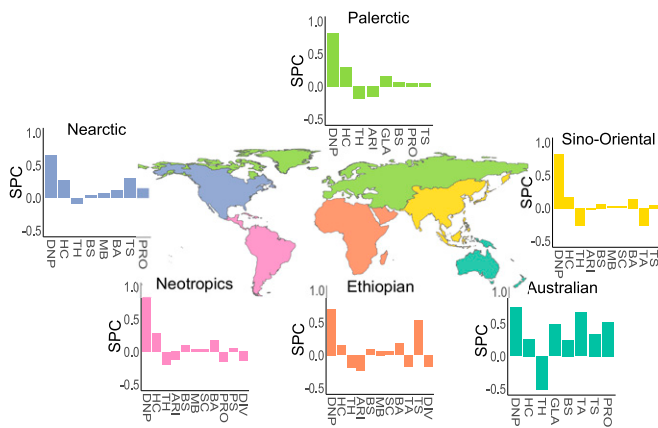 Palerctic
SPC
1.0
0.5
0.0
-0.5
DNP
HC
TH
ARI
GLA
BS
PRO
TS
Nearctic
SPC
1.0
0.5
0.0
-0.5
DNP
HC
TH
BS
MB
BA
TS
PRO
Sino-Oriental
SPC
1.0
0.5
0.0
-0.5
DNP
HC
TH
ARI
BS
MB
SC
BA
TA
TS
Neotropics
SPC
1.0
0.5
0.0
-0.5
DNP
HC
TH
ARI
BS
MB
SC
BA
PRO
PS
DIV
Ethiopian
SPC
1.0
0.5
0.0
-0.5
DNP
HC
TH
ARI
BS
MB
SC
BA
TA
TS
DIV
Australian
SPC
1.0
0.5
0.0
-0.5
DNP
HC
TH
GLA
BS
TA
TS
PRO